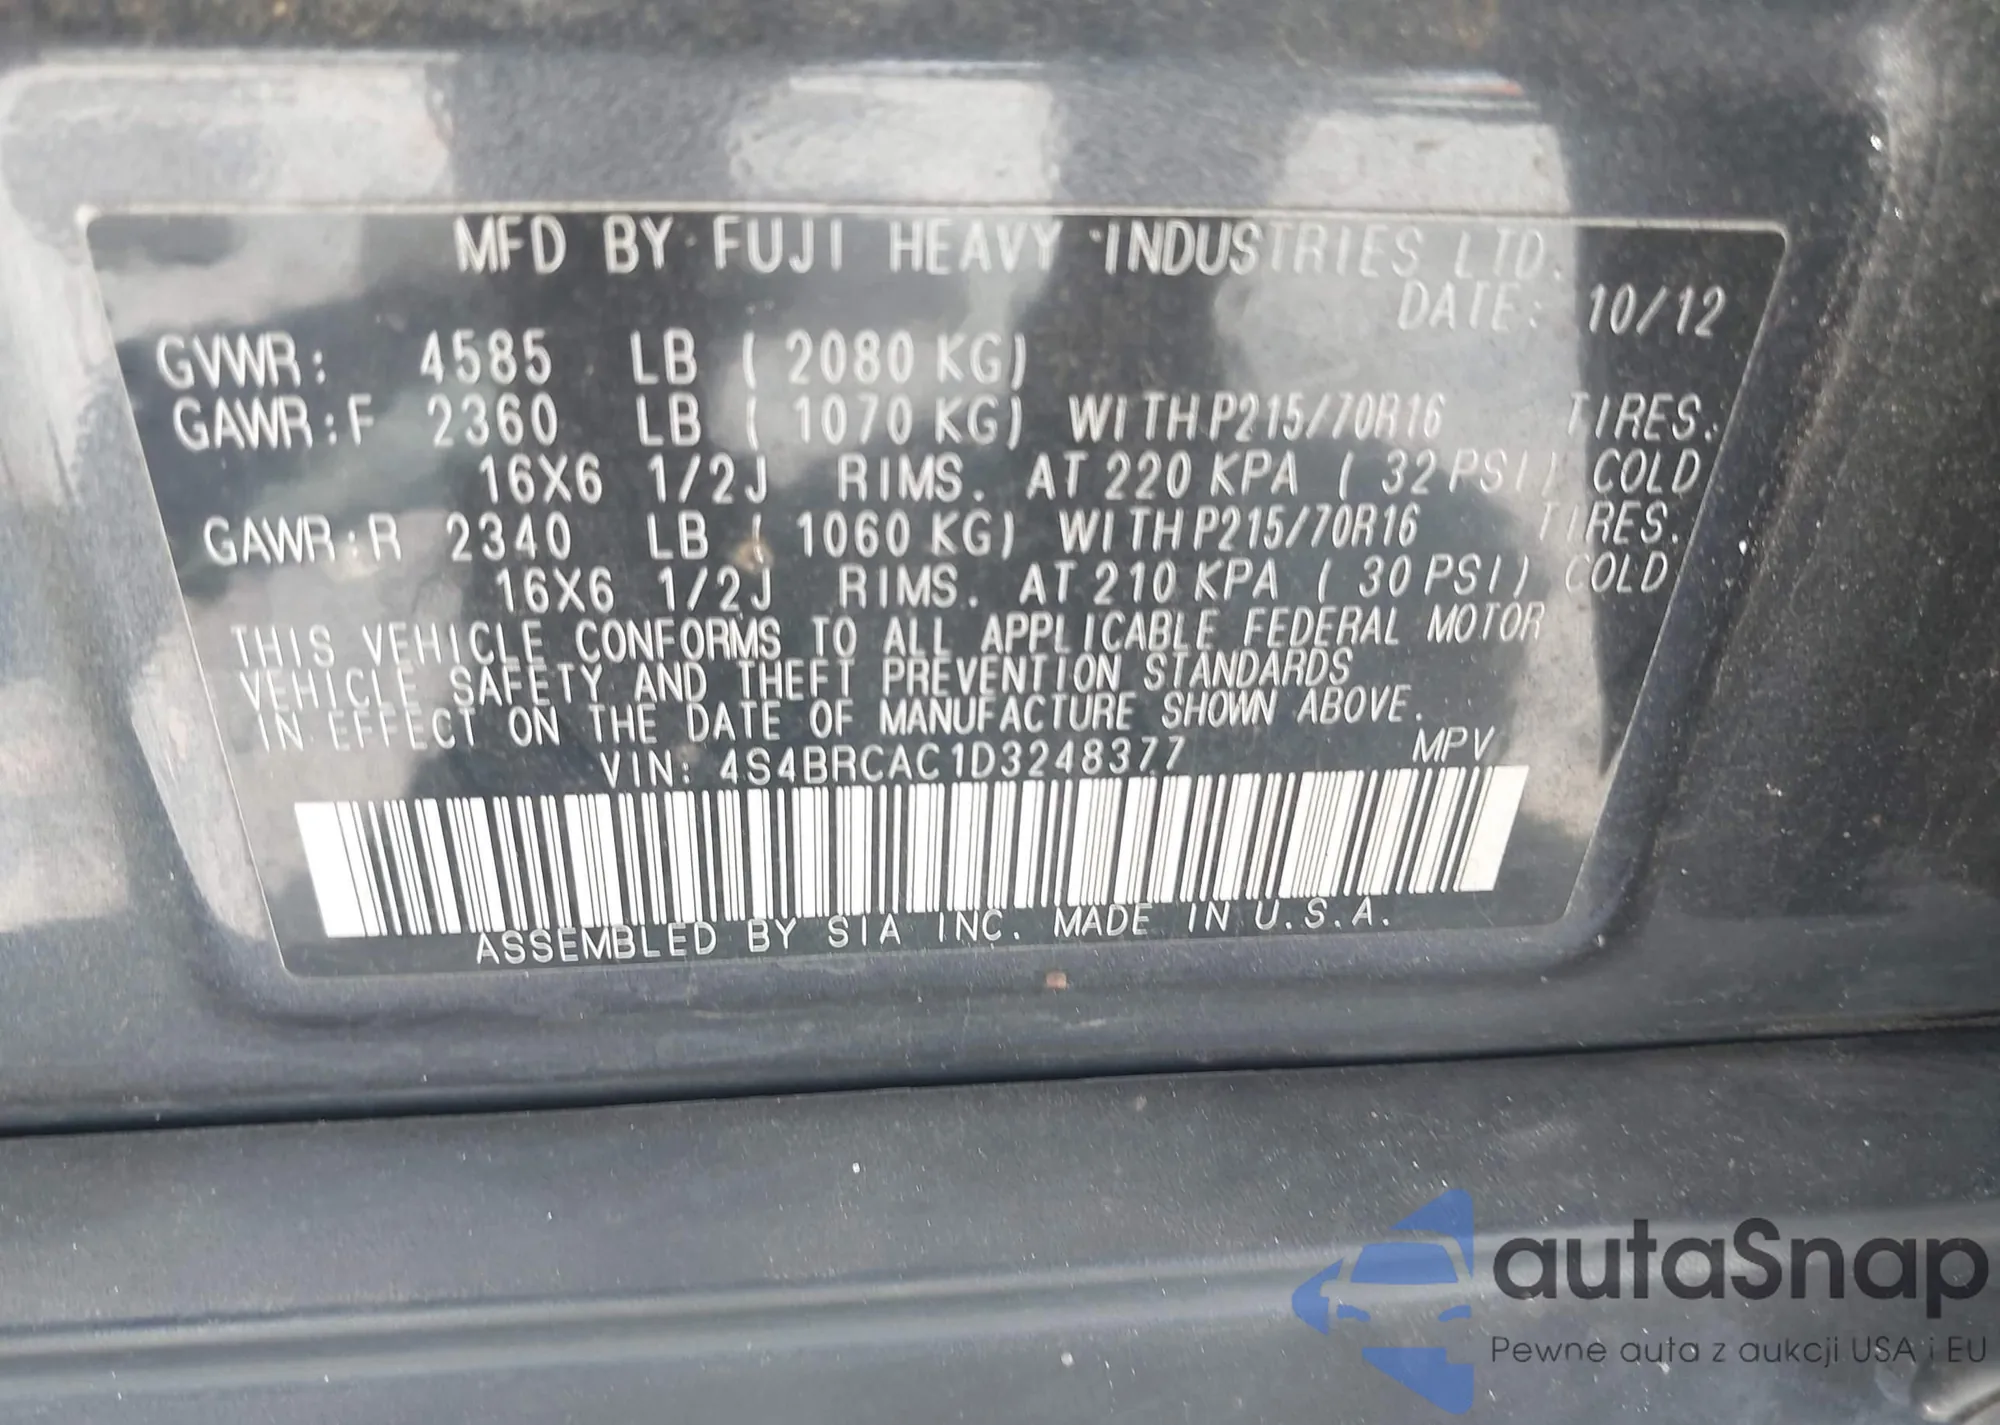 MFD BY FUJI HEAVY INDUSTRIES LTD.
DATE: 10/12
GVWR: 4585 LB ( 2080 KG)
GAWR:F 2360 LB ( 1070 KG) WITH P215/70R16 TIRES.
16X6 1/2J RIMS. AT 220 KPA ( 32 PSI) COLD
GAWR:R 2340 LB ( 1060 KG) WITH P215/70R16 TIRES.
16X6 1/2J RIMS. AT 210 KPA ( 30 PSI) COLD
THIS VEHICLE CONFORMS TO ALL APPLICABLE FEDERAL MOTOR
VEHICLE SAFETY AND THEFT PREVENTION STANDARDS
IN EFFECT ON THE DATE OF MANUFACTURE SHOWN ABOVE.
VIN: 4S4BRCAC1D3248377 MPV
ASSEMBLED BY SIA INC. MADE IN U.S.A.
autaSnap
Pewne auta z aukcji USA i EU